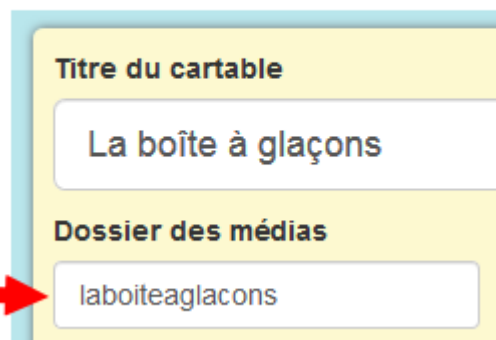 Titre du cartable
La boîte à glaçons
Dossier des médias
laboiteaglacons